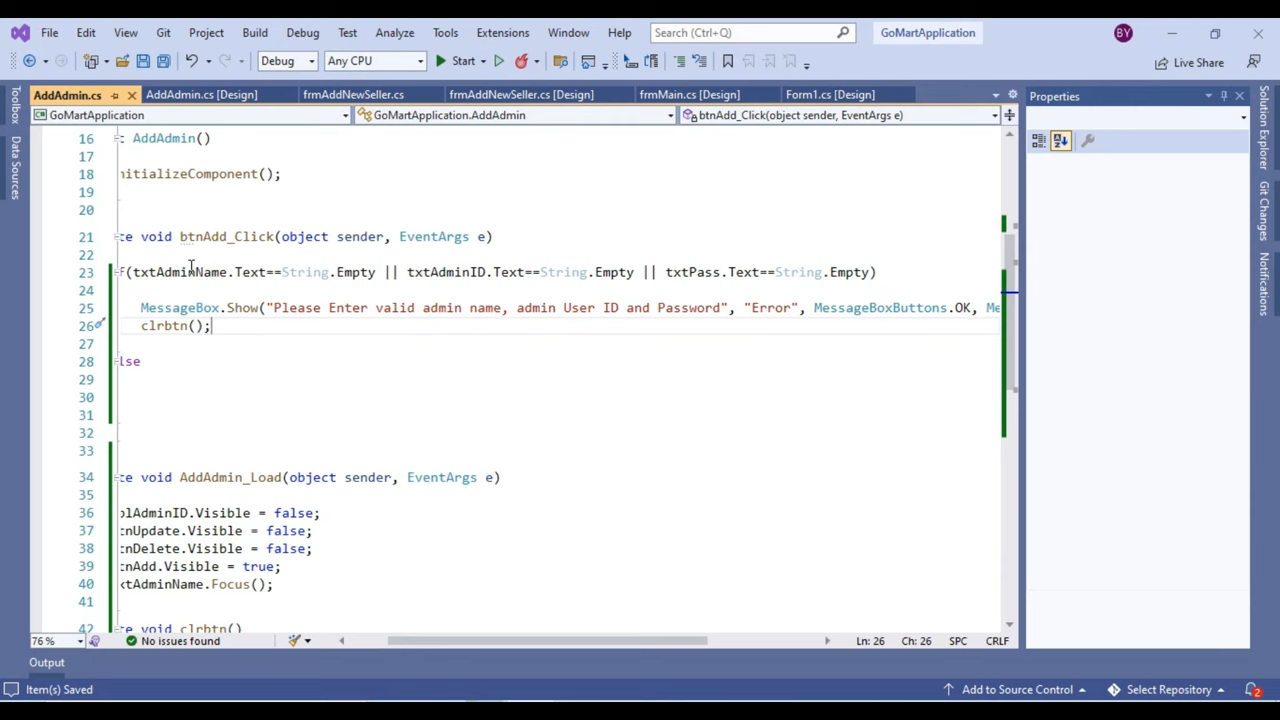 File Edit View Git Project Build Debug Test Analyze Tools Extensions Window Help Search (Ctrl+Q) GoMartApplication BY
Debug Any CPU Start Live Share
AddAdmin.cs AddAdmin.cs [Design] frmAddNewSeller.cs frmAddNewSeller.cs [Design] frmMain.cs [Design] Form1.cs [Design] Properties
GoMartApplication GoMartApplication.AddAdmin btnAdd_Click(object sender, EventArgs e)
Toolbox
Data Sources
Solution Explorer
Git Changes
Notifications
16 c AddAdmin()
17
18 nitializeComponent();
19
20
21 te void btnAdd_Click(object sender, EventArgs e)
22
23 f(txtAdminName.Text==String.Empty || txtAdminID.Text==String.Empty || txtPass.Text==String.Empty)
24
25 MessageBox.Show("Please Enter valid admin name, admin User ID and Password", "Error", MessageBoxButtons.OK, Me
26 clrbtn();
27
28 lse
29
30
31
32
33
34 te void AddAdmin_Load(object sender, EventArgs e)
35
36 blAdminID.Visible = false;
37 tnUpdate.Visible = false;
38 tnDelete.Visible = false;
39 tnAdd.Visible = true;
40 xtAdminName.Focus();
41
42 te void clrbtn()
76 % No issues found Ln: 26 Ch: 26 SPC CRLF
Output
Item(s) Saved Add to Source Control Select Repository 2